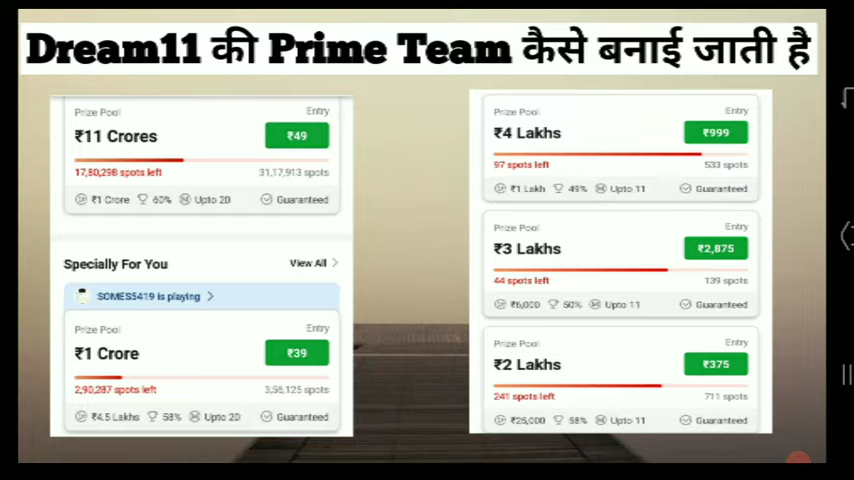 Dream11 की Prime Team कैसे बनाई जाती है
Prize Pool Entry
₹11 Crores ₹49
17,80,298 spots left 31,17,913 spots
₹1 Crore 60% Upto 20 Guaranteed
Specially For You View All
SOMES5419 is playing
Prize Pool Entry
₹1 Crore ₹39
2,90,287 spots left 3,56,125 spots
₹4.5 Lakhs 58% Upto 20 Guaranteed
Prize Pool Entry
₹4 Lakhs ₹999
97 spots left 533 spots
₹1 Lakh 49% Upto 11 Guaranteed
Prize Pool Entry
₹3 Lakhs ₹2,875
44 spots left 139 spots
₹6,000 50% Upto 11 Guaranteed
Prize Pool Entry
₹2 Lakhs ₹375
241 spots left 711 spots
₹25,000 58% Upto 11 Guaranteed